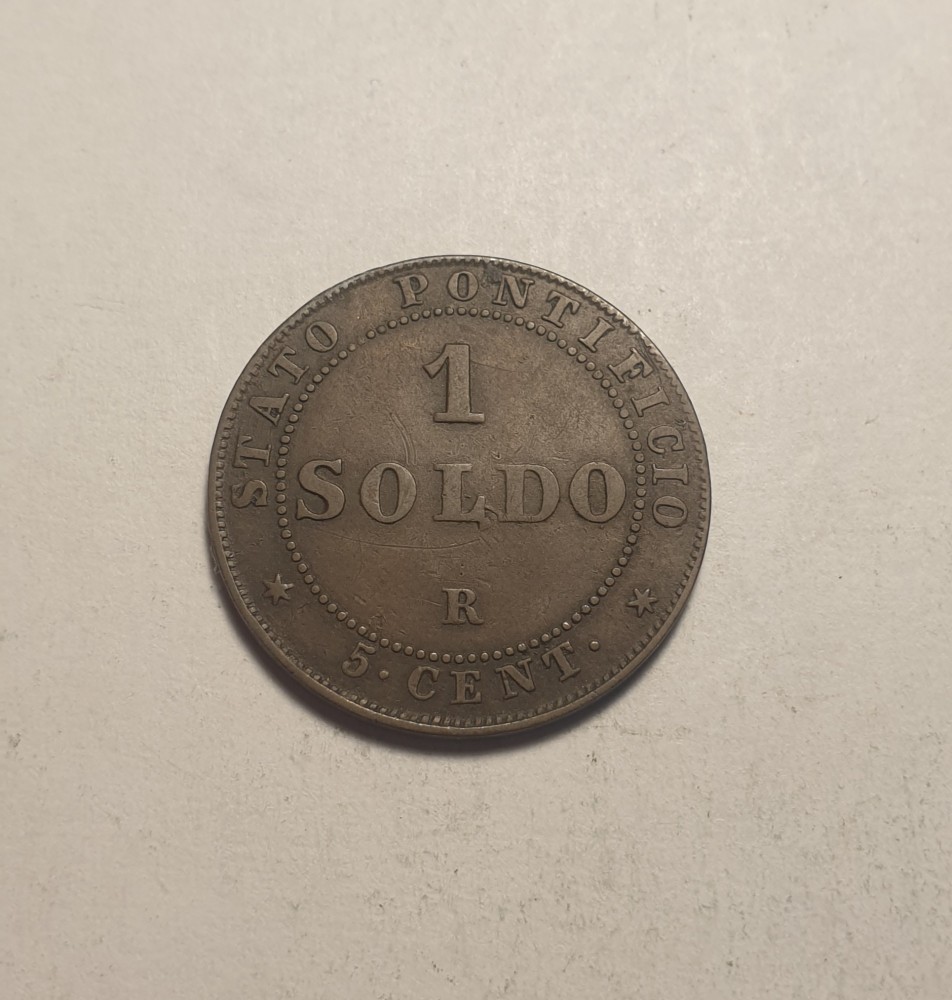 STATO PONTIFICIO
1
SOLDO
R
5 · CENT ·